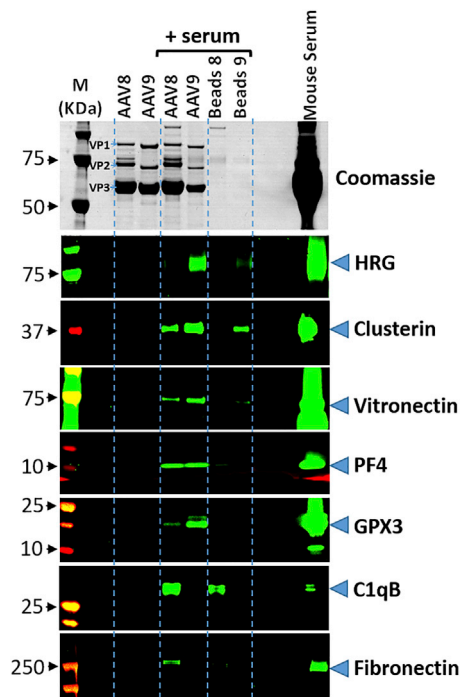 + serum
M
(KDa)
AAV8
AAV9
AAV8
AAV9
Beads 8
Beads 9
Mouse Serum
VP1
75
VP2
Coomassie
VP3
50
HRG
75
37
Clusterin
75
Vitronectin
10
PF4
25
GPX3
10
C1qB
25
250
Fibronectin